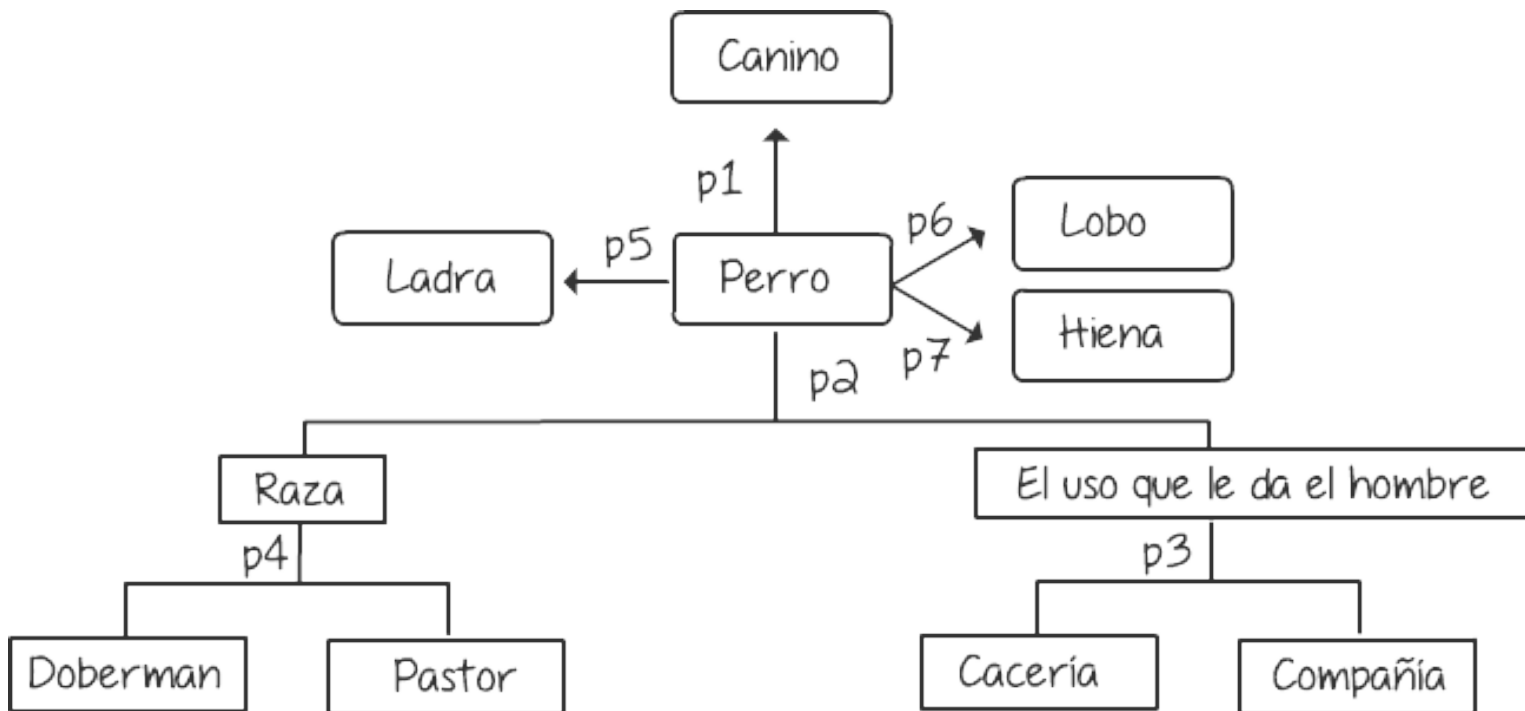 Canino
p1
p6
Lobo
p5
Ladra
Perro
Hiena
p7
p2
Raza
El uso que le da el hombre
p4
p3
Doberman
Pastor
Cacería
Compañía